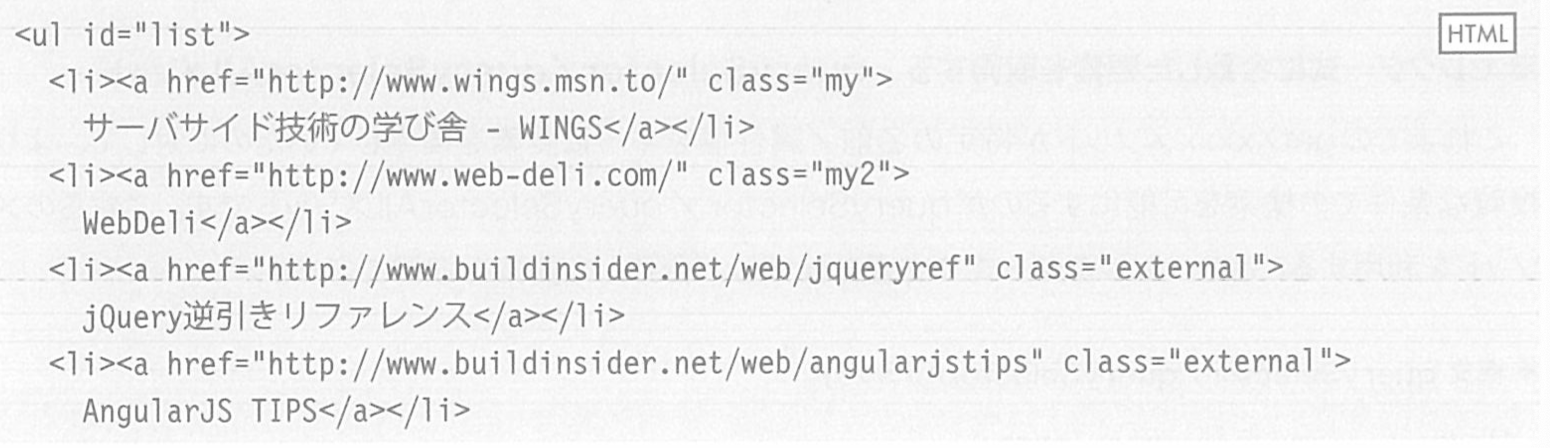 <ul id="list">
HTML
<li><a href="http://www.wings.msn.to/" class="my">
サーバサイド技術の学び舎 - WINGS</a></li>
<li><a href="http://www.web-deli.com/" class="my2">
WebDeli</a></li>
<li><a href="http://www.buildinsider.net/web/jqueryref" class="external">
jQuery逆引きリファレンス</a></li>
<li><a href="http://www.buildinsider.net/web/angularjstips" class="external">
AngularJS TIPS</a></li>